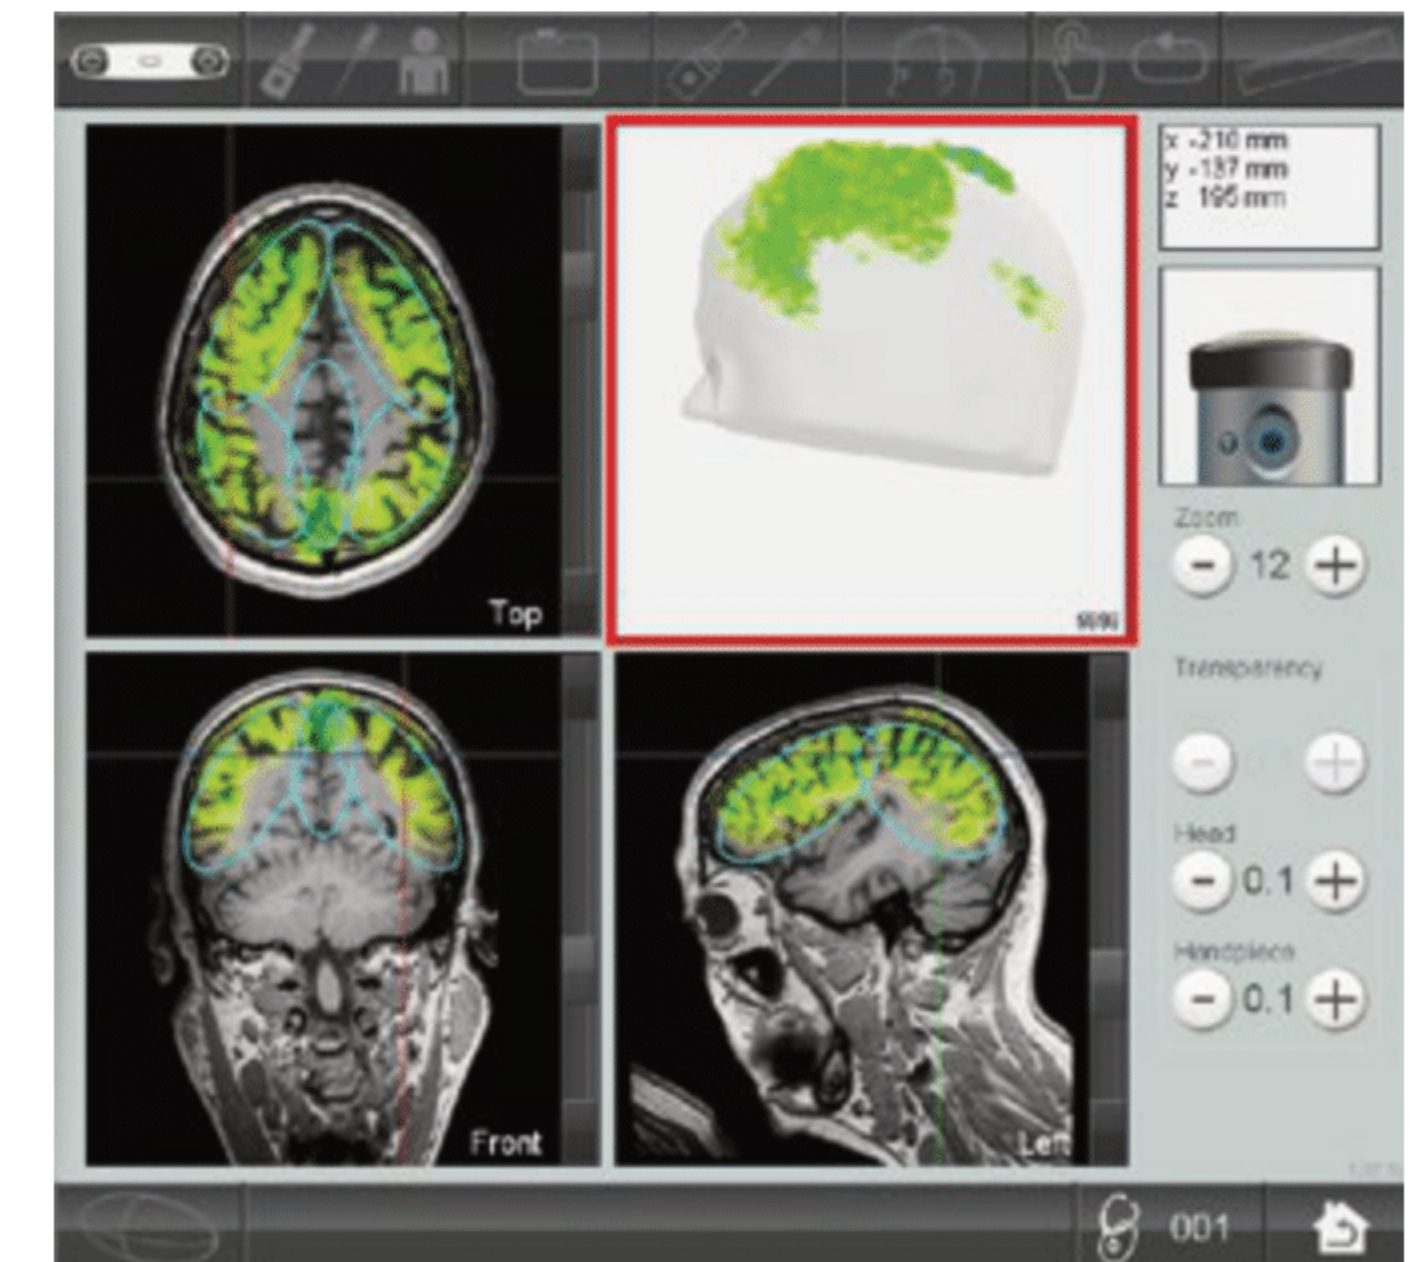 x -210 mm
y -137 mm
z 195 mm
Top
Zoom
12
Front
Left
Transparency
Head
0.1
Handpiece
0.1
001